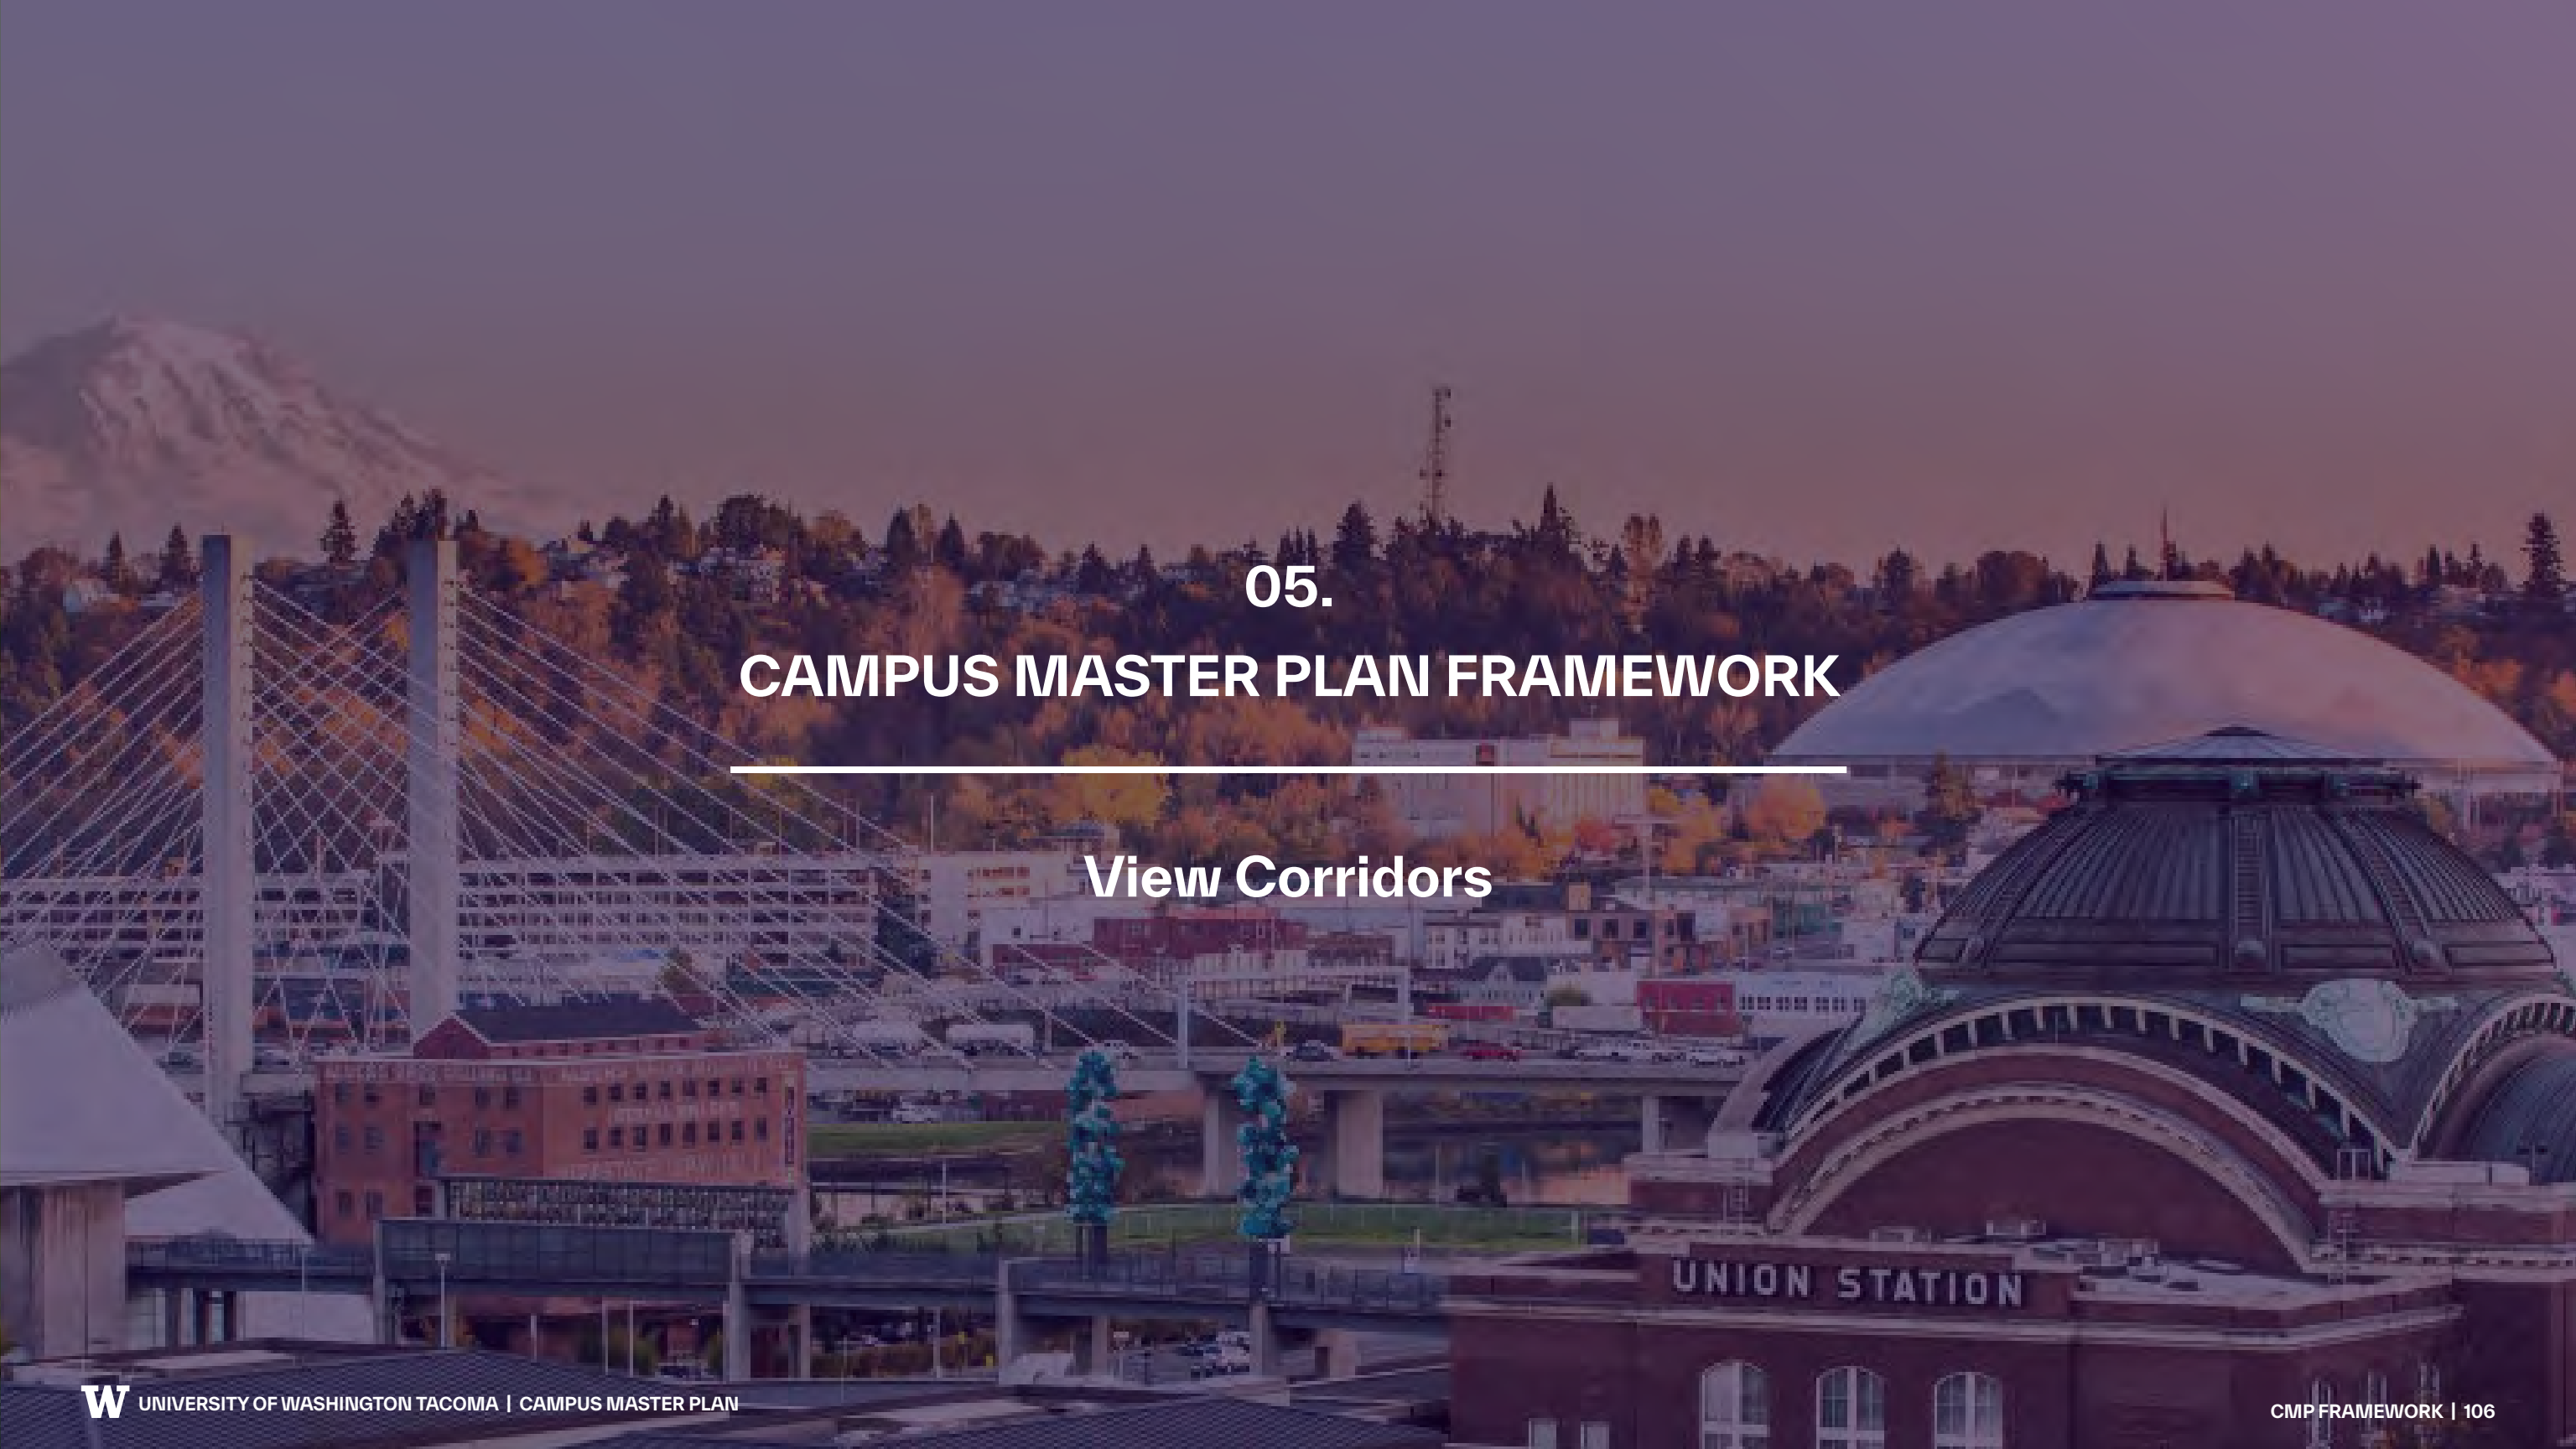 05.
CAMPUS MASTER PLAN FRAMEWORK
View Corridors
UNION STATION
W UNIVERSITY OF WASHINGTON TACOMA | CAMPUS MASTER PLAN
CMP FRAMEWORK | 106